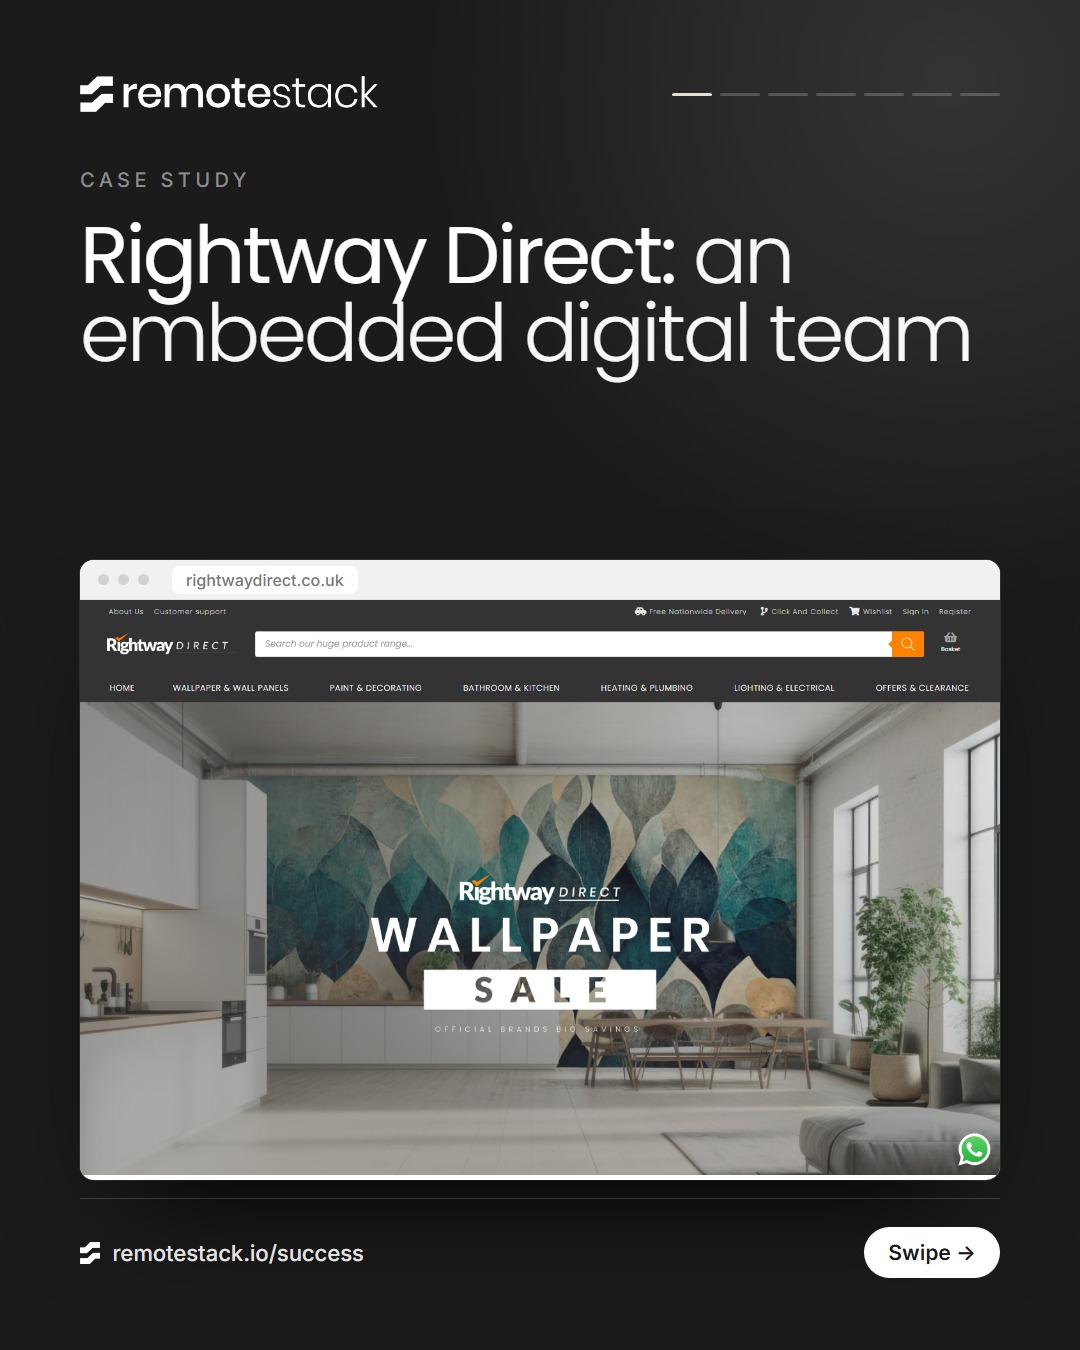 remotestack
CASE STUDY
Rightway Direct: an
embedded digital team
rightwaydirect.co.uk
About Us Customer support
Free Nationwide Delivery Click And Collect Wishlist Sign In Register
Rightway DIRECT
Search our huge product range...
Basket
HOME WALLPAPER & WALL PANELS PAINT & DECORATING BATHROOM & KITCHEN HEATING & PLUMBING LIGHTING & ELECTRICAL OFFERS & CLEARANCE
Rightway DIRECT
WALLPAPER
SALE
OFFICIAL BRANDS BIG SAVINGS
remotestack.io/success
Swipe →